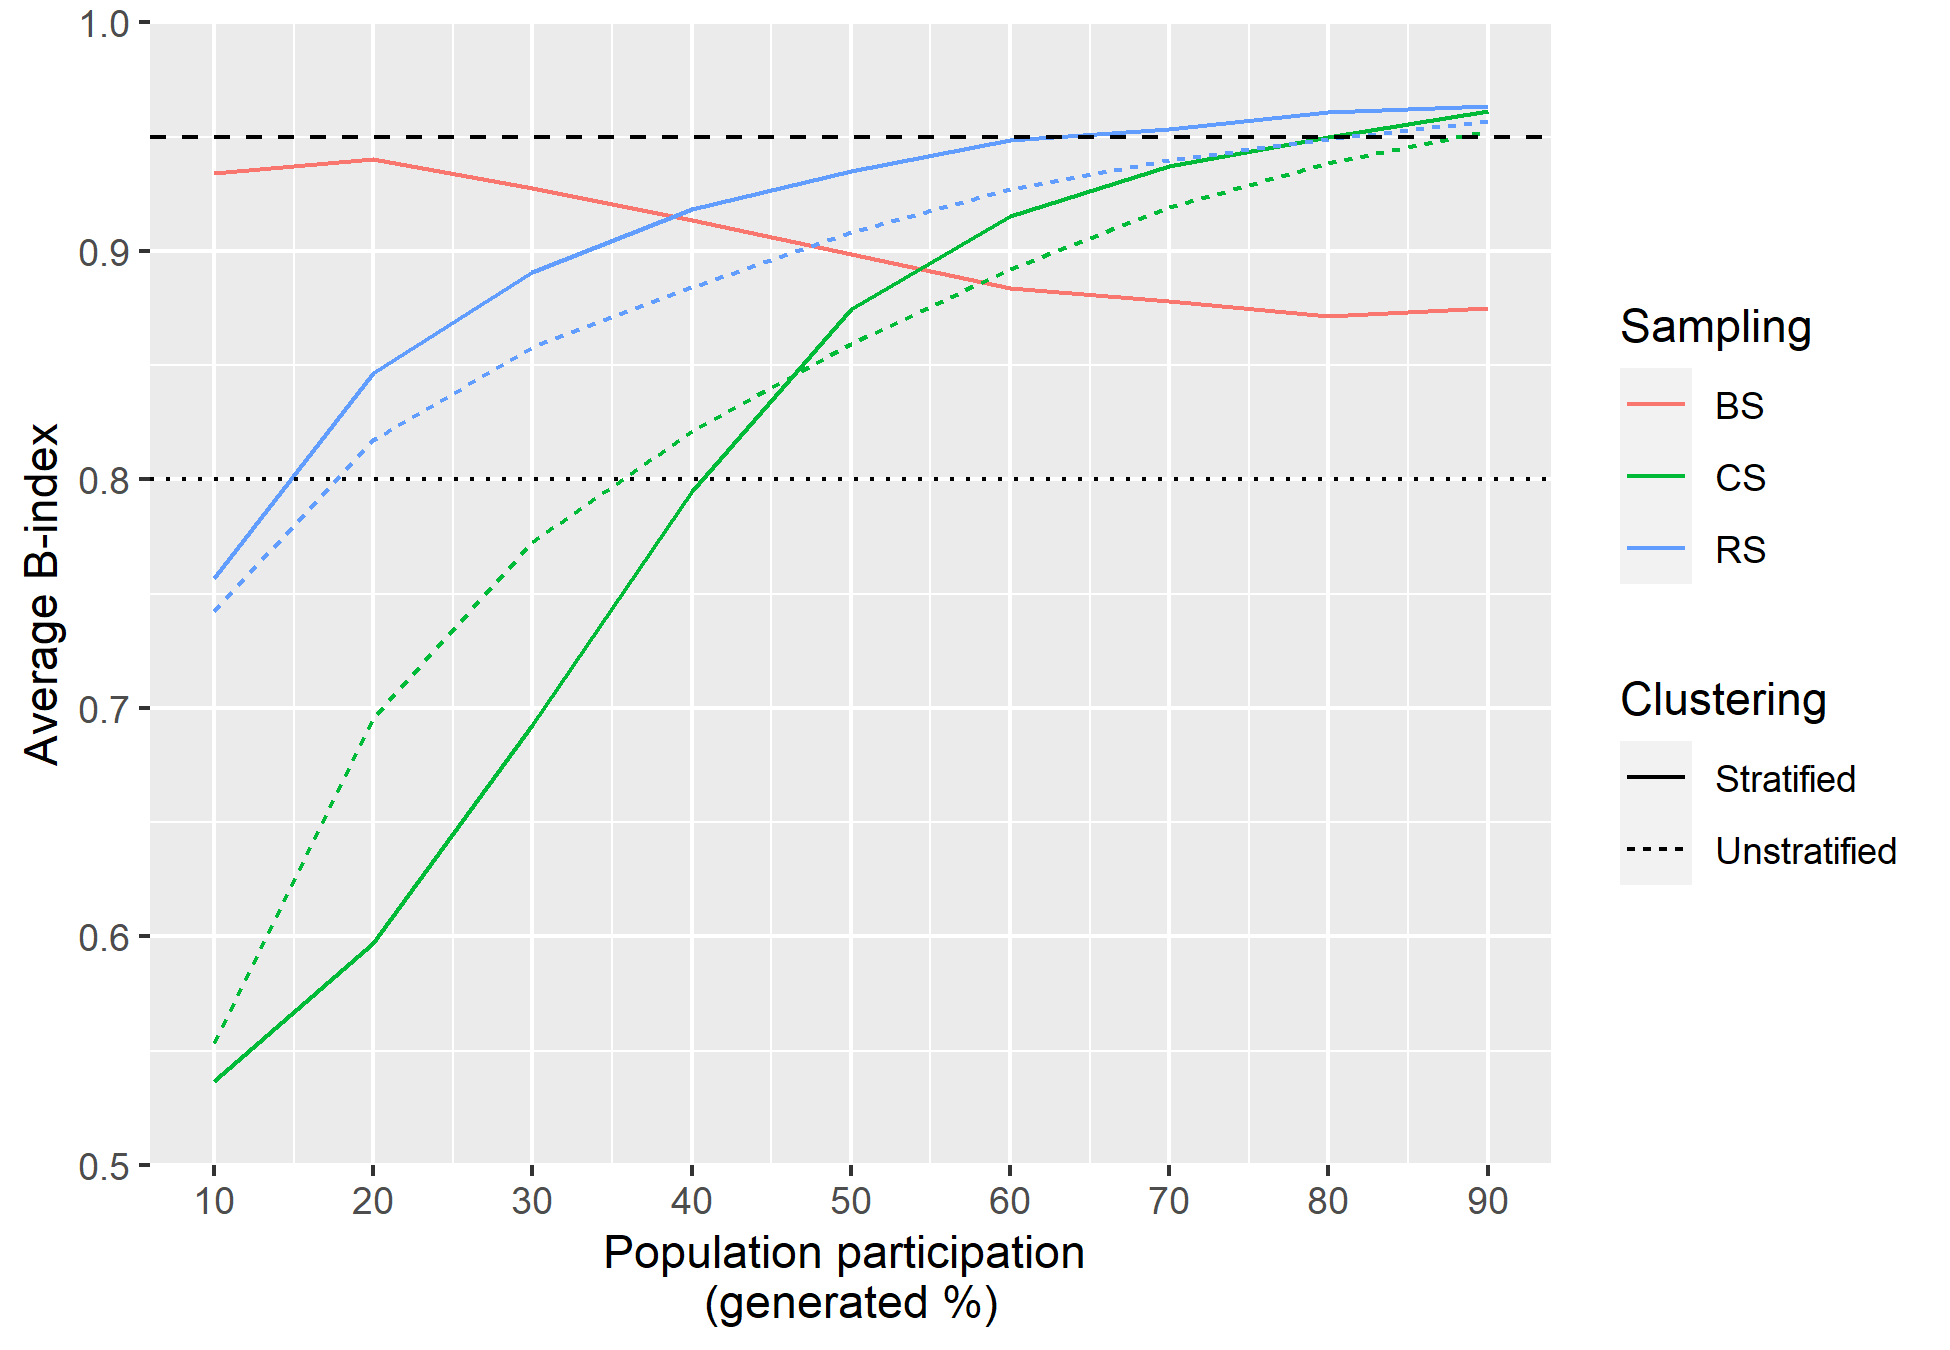 1.0
0.9
0.8
0.7
0.6
0.5
Average B-index
10 20 30 40 50 60 70 80 90
Population participation
(generated %)
Sampling
BS
CS
RS
Clustering
Stratified
Unstratified